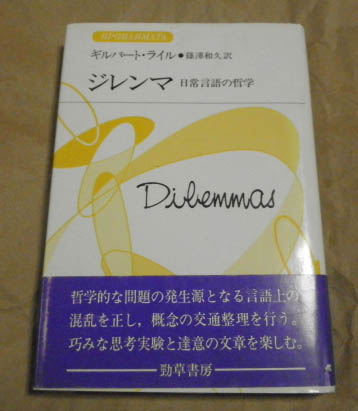 ΠΡΟΒΛΗΜΑΤΑ
ギルバート・ライル●篠澤和久訳
ジレンマ 日常言語の哲学
Dilemmas
哲学的な問題の発生源となる言語上の
混乱を正し，概念の交通整理を行う。
巧みな思考実験と達意の文章を楽しむ。
勁草書房